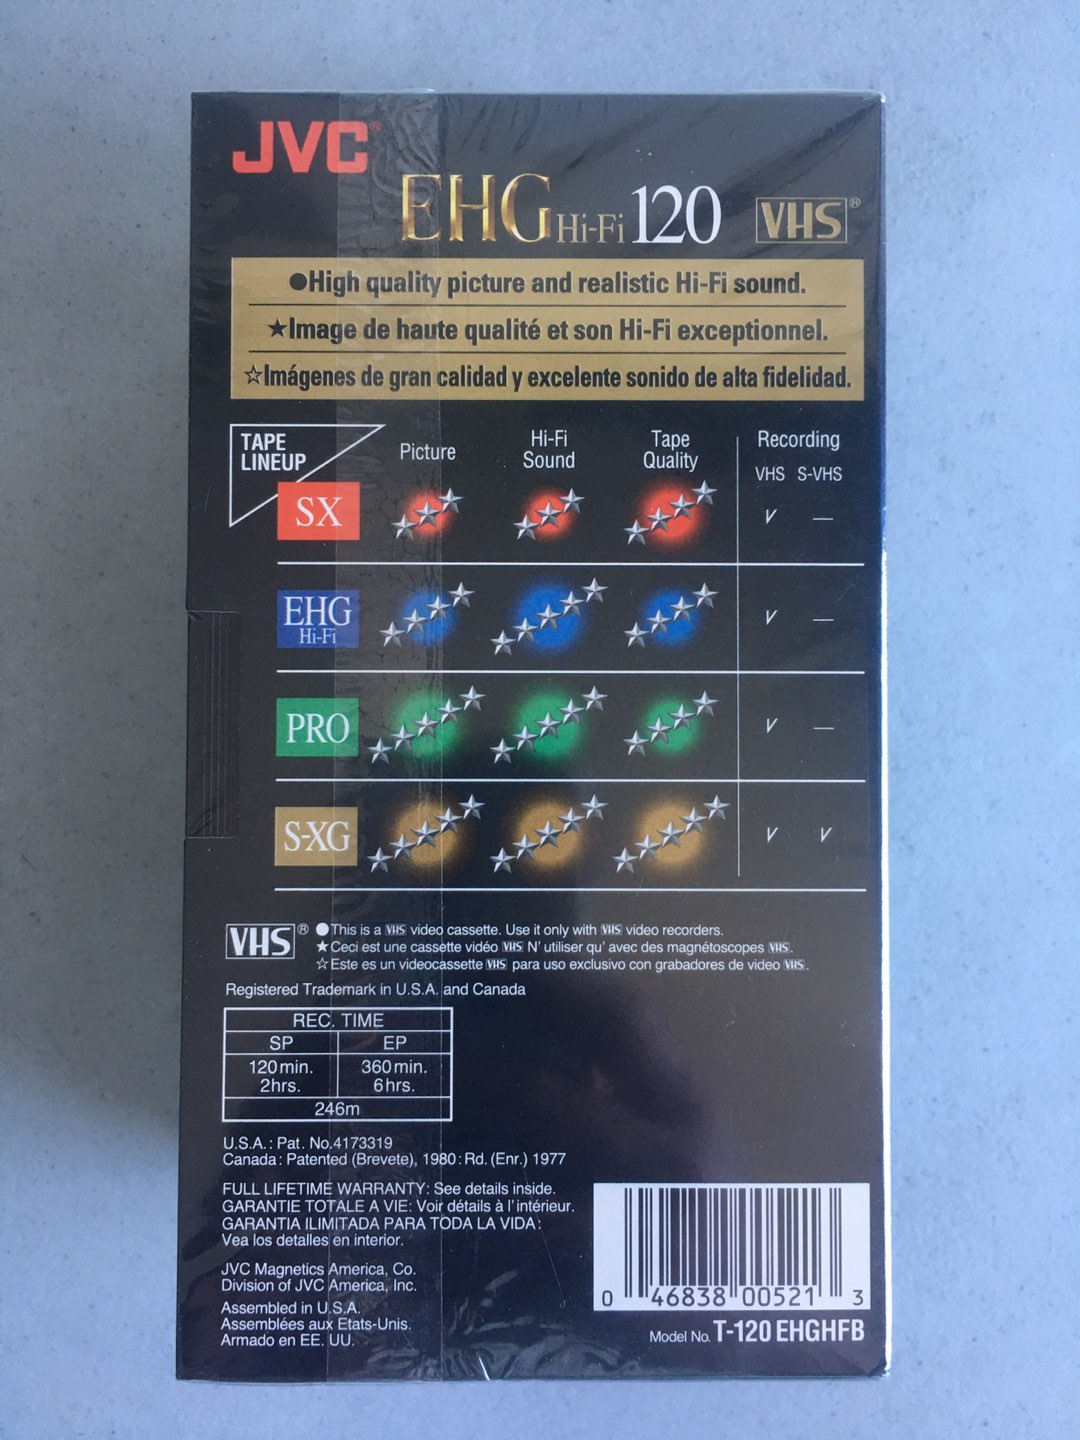 JVC®
EHG Hi-Fi 120 VHS®
●High quality picture and realistic Hi-Fi sound.
★Image de haute qualité et son Hi-Fi exceptionnel.
☆Imágenes de gran calidad y excelente sonido de alta fidelidad.
TAPE LINEUP
Picture
Hi-Fi Sound
Tape Quality
Recording
VHS S-VHS
SX
EHG Hi-Fi
PRO
S-XG
VHS® ●This is a VHS video cassette. Use it only with VHS video recorders.
★Ceci est une cassette vidéo VHS N' utiliser qu' avec des magnétoscopes VHS.
☆Este es un videocassette VHS para uso exclusivo con grabadores de video VHS.
Registered Trademark in U.S.A. and Canada
REC. TIME
SP EP
120min. 360min.
2hrs. 6hrs.
246m
U.S.A.: Pat. No.4173319
Canada: Patented (Brevete), 1980: Rd. (Enr.) 1977
FULL LIFETIME WARRANTY: See details inside.
GARANTIE TOTALE A VIE: Voir détails à l'intérieur.
GARANTIA ILIMITADA PARA TODA LA VIDA:
Vea los detalles en interior.
JVC Magnetics America, Co.
Division of JVC America, Inc.
Assembled in U.S.A.
Assemblées aux Etats-Unis.
Armado en EE. UU.
0 46838 00521 3
Model No. T-120 EHGHFB